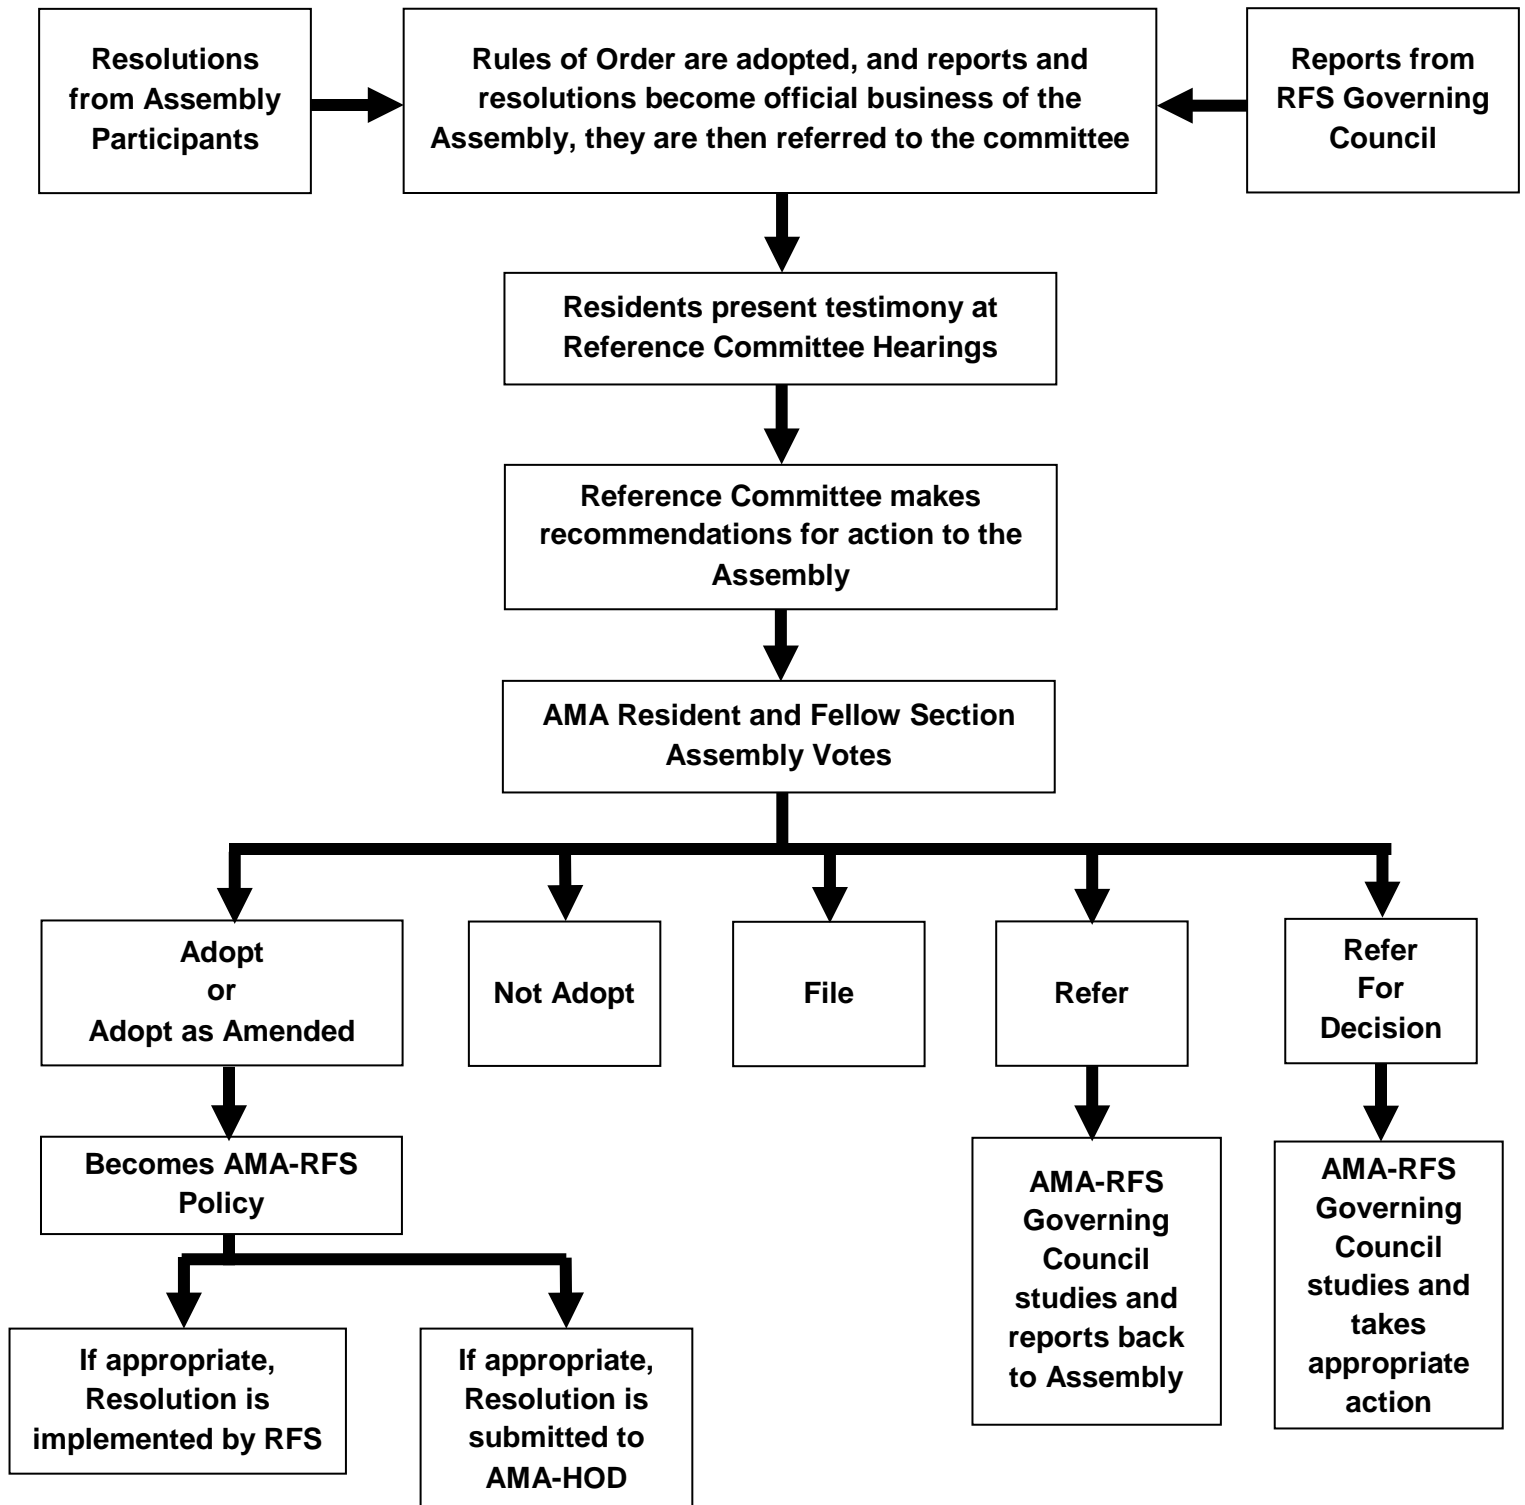 Resolutions
from Assembly
Participants
Rules of Order are adopted, and reports and
resolutions become official business of the
Assembly, they are then referred to the committee
Reports from
RFS Governing
Council
Residents present testimony at
Reference Committee Hearings
Reference Committee makes
recommendations for action to the
Assembly
AMA Resident and Fellow Section
Assembly Votes
Adopt
or
Adopt as Amended
Not Adopt
File
Refer
Refer
For
Decision
Becomes AMA-RFS
Policy
AMA-RFS
Governing
Council
studies and
reports back
to Assembly
AMA-RFS
Governing
Council
studies and
takes
appropriate
action
If appropriate,
Resolution is
implemented by RFS
If appropriate,
Resolution is
submitted to
AMA-HOD